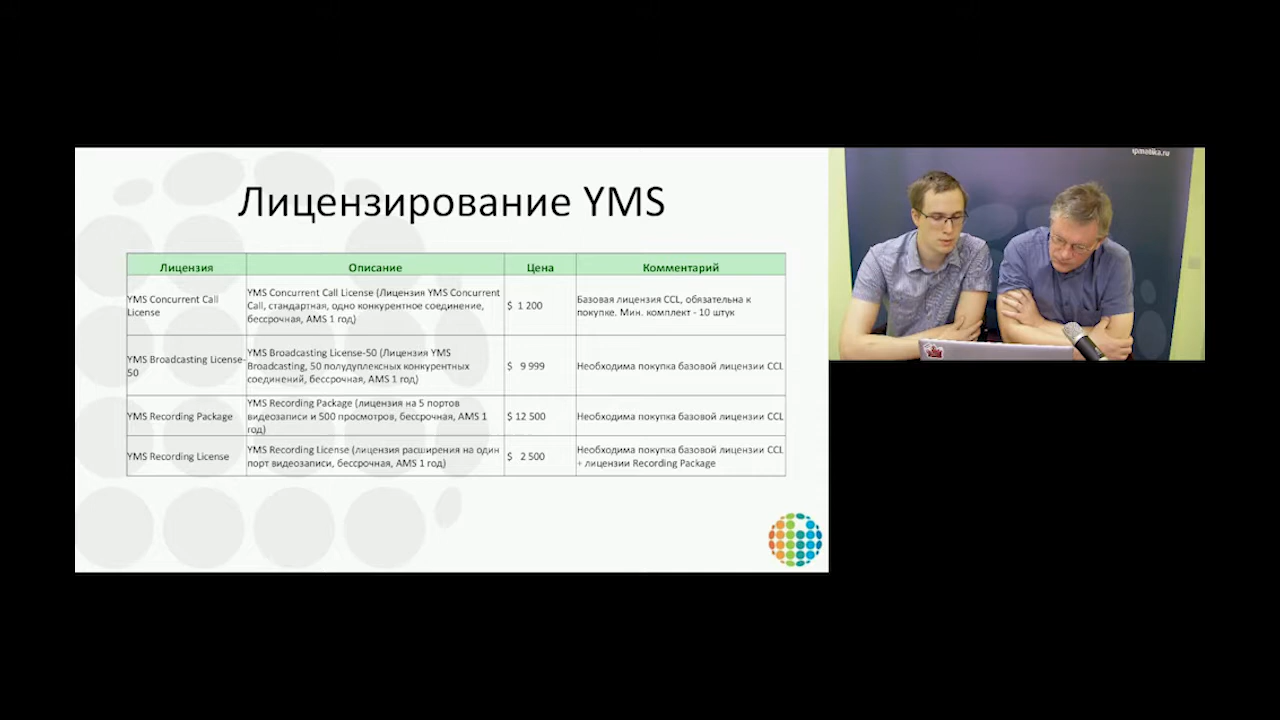 Лицензирование YMS
Лицензия Описание Цена Комментарий
YMS Concurrent Call
License
YMS Concurrent Call License (Лицензия YMS Concurrent
Call, стандартная, одно конкурентное соединение,
бессрочная, AMS 1 год)
$ 1 200
Базовая лицензия CCL, обязательна к
покупке. Мин. комплект - 10 штук
YMS Broadcasting License-
50
YMS Broadcasting License-50 (Лицензия YMS
Broadcasting, 50 полудуплексных конкурентных
соединений, бессрочная, AMS 1 год)
$ 9 999
Необходима покупка базовой лицензии CCL
YMS Recording Package
YMS Recording Package (лицензия на 5 портов
видеозаписи и 500 просмотров, бессрочная, AMS 1
год)
$ 12 500
Необходима покупка базовой лицензии CCL
YMS Recording License
YMS Recording License (лицензия расширения на один
порт видеозаписи, бессрочная, AMS 1 год)
$ 2 500
Необходима покупка базовой лицензии CCL
+ лицензии Recording Package
ipmatika.ru